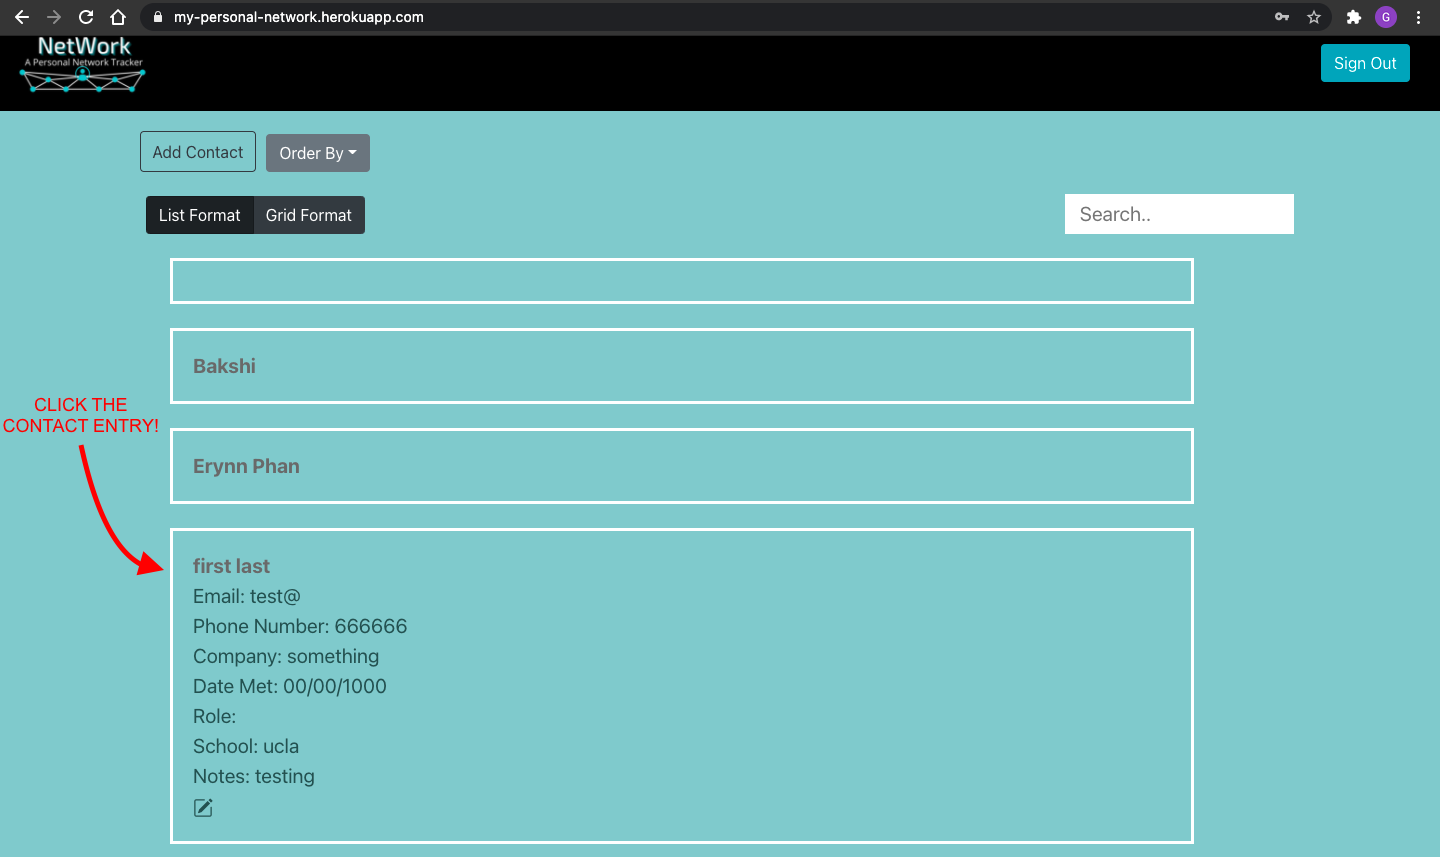 my-personal-network.herokuapp.com
G
NetWork
A Personal Network Tracker
Sign Out
Add Contact
Order By
List Format
Grid Format
Search..
Bakshi
CLICK THE
CONTACT ENTRY!
Erynn Phan
first last
Email: test@
Phone Number: 666666
Company: something
Date Met: 00/00/1000
Role:
School: ucla
Notes: testing